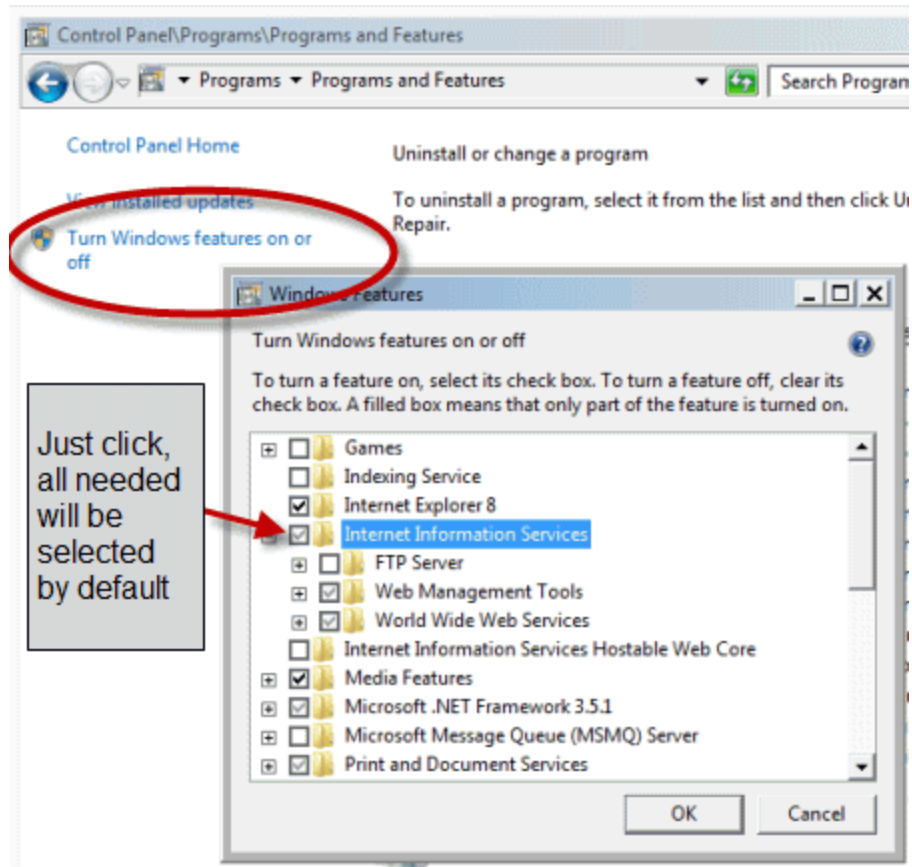 Control Panel\Programs\Programs and Features
Programs Programs and Features
Search Program
Control Panel Home
Uninstall or change a program
View installed updates
To uninstall a program, select it from the list and then click Un
Repair.
Turn Windows features on or
off
Windows Features
Turn Windows features on or off
To turn a feature on, select its check box. To turn a feature off, clear its
check box. A filled box means that only part of the feature is turned on.
Just click,
all needed
will be
selected
by default
Games
Indexing Service
Internet Explorer 8
Internet Information Services
FTP Server
Web Management Tools
World Wide Web Services
Internet Information Services Hostable Web Core
Media Features
Microsoft .NET Framework 3.5.1
Microsoft Message Queue (MSMQ) Server
Print and Document Services
OK
Cancel